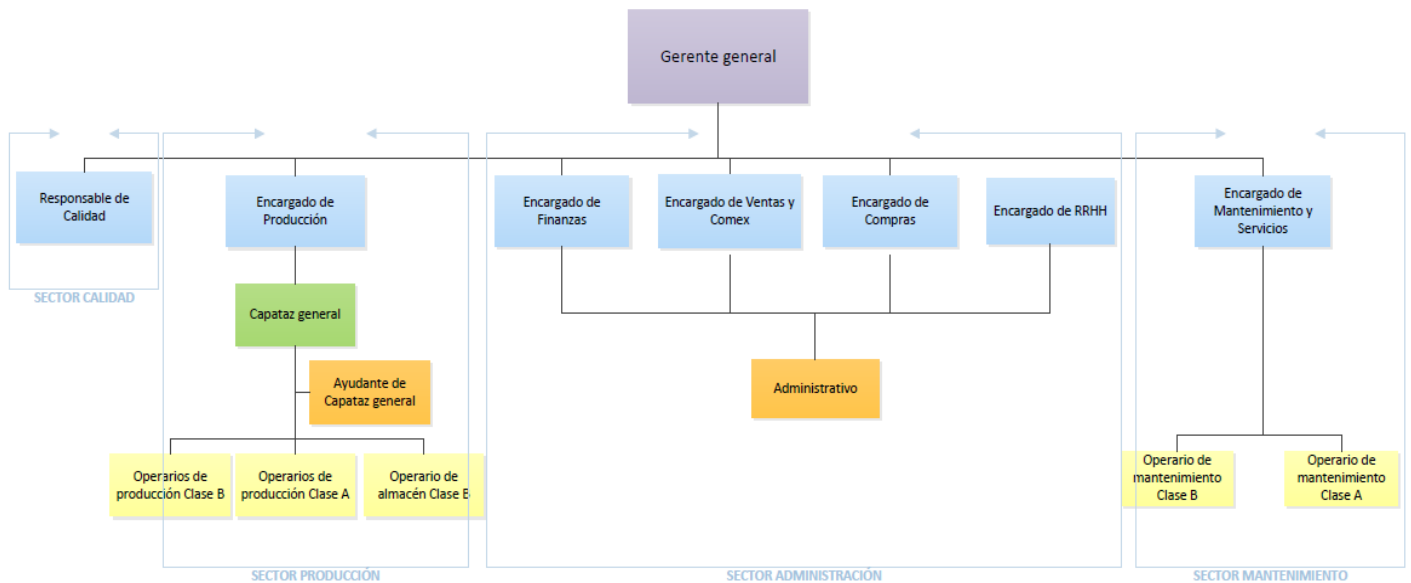 Gerente general
Responsable de
Calidad
Encargado de
Producción
Encargado de
Finanzas
Encargado de Ventas y
Comex
Encargado de
Compras
Encargado de RRHH
Encargado de
Mantenimiento y
Servicios
SECTOR CALIDAD
Capataz general
Ayudante de
Capataz general
Administrativo
Operarios de
producción Clase B
Operarios de
producción Clase A
Operario de
almacén Clase B
Operario de
mantenimiento
Clase B
Operario de
mantenimiento
Clase A
SECTOR PRODUCCIÓN
SECTOR ADMINISTRACIÓN
SECTOR MANTENIMIENTO